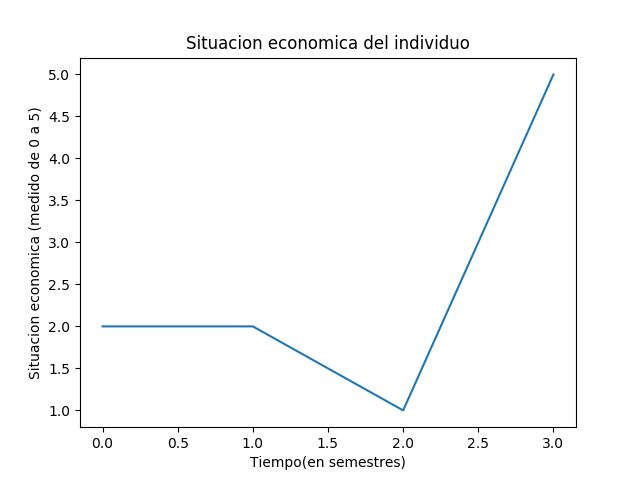 Situacion economica del individuo
Situacion economica (medido de 0 a 5)
5.0
4.5
4.0
3.5
3.0
2.5
2.0
1.5
1.0
0.0 0.5 1.0 1.5 2.0 2.5 3.0
Tiempo(en semestres)